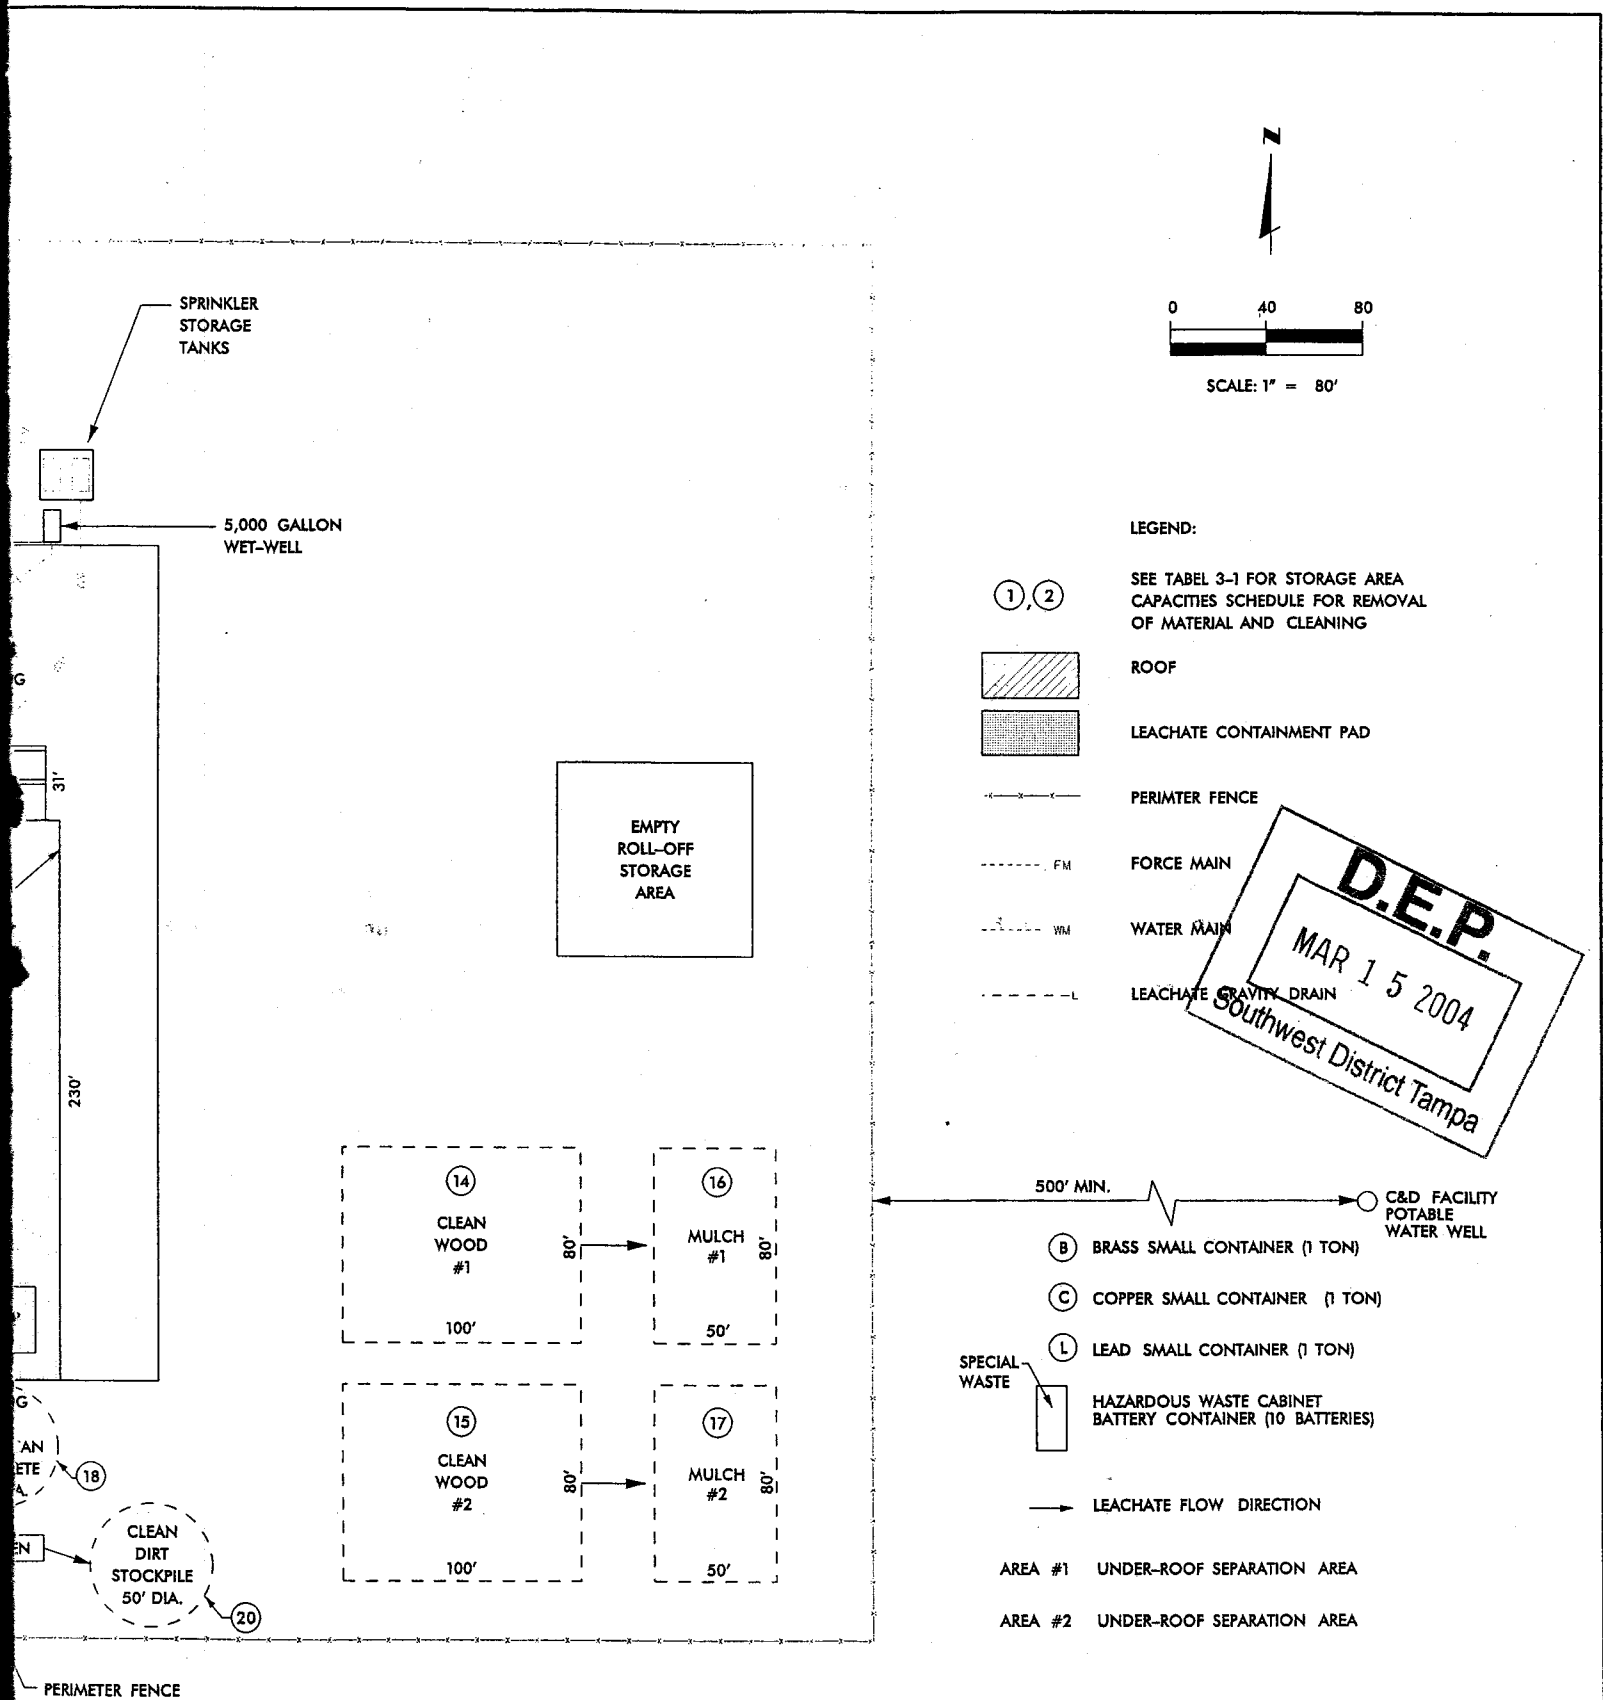 N
0 40 80
SCALE: 1" = 80'
SPRINKLER
STORAGE
TANKS
5,000 GALLON
WET-WELL
G
31'
230'
EMPTY
ROLL-OFF
STORAGE
AREA
LEGEND:
1, 2
SEE TABEL 3-1 FOR STORAGE AREA
CAPACITIES SCHEDULE FOR REMOVAL
OF MATERIAL AND CLEANING
ROOF
LEACHATE CONTAINMENT PAD
PERIMTER FENCE
FM FORCE MAIN
WM WATER MAIN
L LEACHATE GRAVITY DRAIN
D.E.P.
MAR 15 2004
Southwest District Tampa
14
CLEAN
WOOD
#1
80'
100'
16
MULCH
#1
80'
50'
15
CLEAN
WOOD
#2
80'
100'
17
MULCH
#2
80'
50'
500' MIN.
C&D FACILITY
POTABLE
WATER WELL
B BRASS SMALL CONTAINER (1 TON)
C COPPER SMALL CONTAINER (1 TON)
L LEAD SMALL CONTAINER (1 TON)
SPECIAL
WASTE
HAZARDOUS WASTE CABINET
BATTERY CONTAINER (10 BATTERIES)
LEACHATE FLOW DIRECTION
AREA #1 UNDER-ROOF SEPARATION AREA
AREA #2 UNDER-ROOF SEPARATION AREA
G
AN
ETE
A.
18
EN
CLEAN
DIRT
STOCKPILE
50' DIA.
20
PERIMETER FENCE